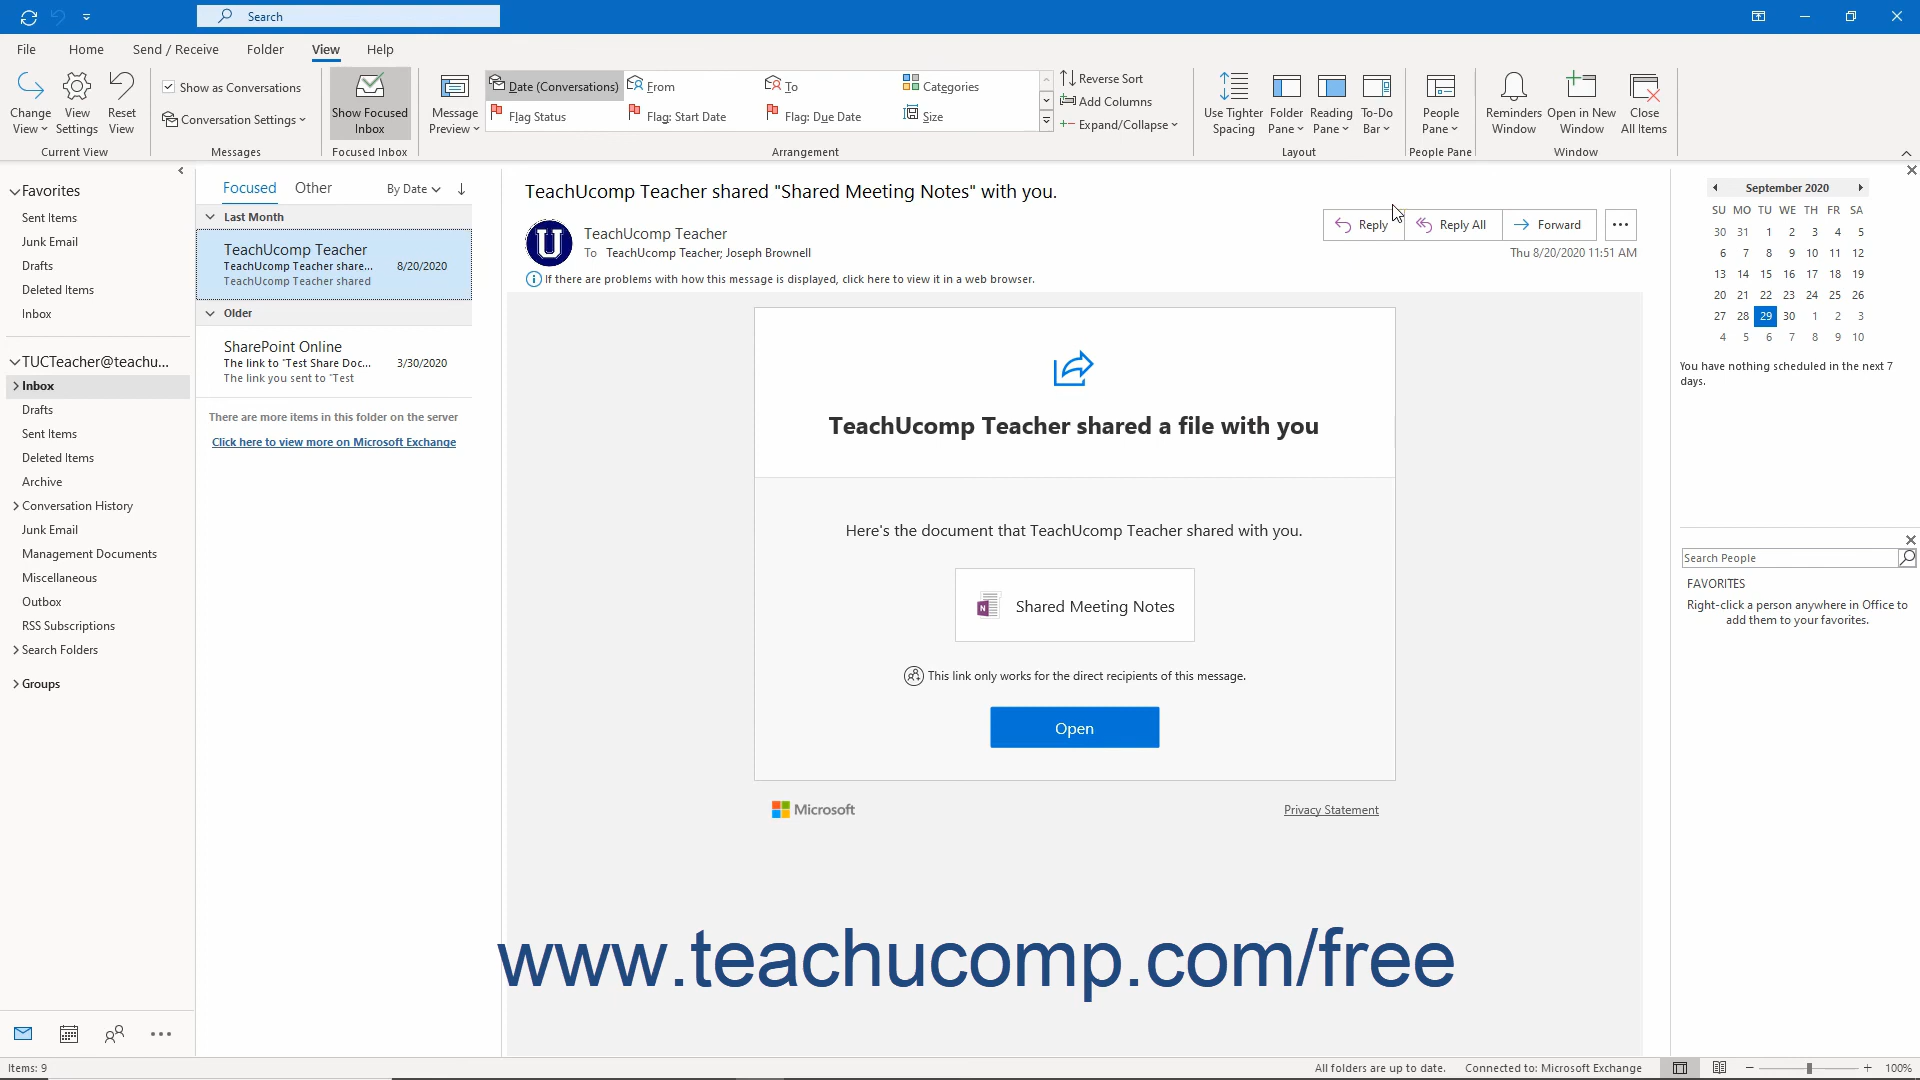 Search
File Home Send / Receive Folder View Help
Change View
View Settings
Reset View
Current View
Show as Conversations
Conversation Settings
Messages
Show Focused Inbox
Focused Inbox
Message Preview
Date (Conversations) From To Categories
Flag Status Flag: Start Date Flag: Due Date Size
Reverse Sort
Add Columns
Expand/Collapse
Arrangement
Use Tighter Spacing
Folder Pane
Reading Pane
To-Do Bar
Layout
People Pane
People Pane
Reminders Window
Open in New Window
Close All Items
Window
Favorites
Sent Items
Junk Email
Drafts
Deleted Items
Inbox
TUCTeacher@teachu...
Inbox
Drafts
Sent Items
Deleted Items
Archive
Conversation History
Junk Email
Management Documents
Miscellaneous
Outbox
RSS Subscriptions
Search Folders
Groups
Focused Other By Date
Last Month
TeachUcomp Teacher
TeachUcomp Teacher share... 8/20/2020
TeachUcomp Teacher shared
Older
SharePoint Online
The link to "Test Share Doc... 3/30/2020
The link you sent to "Test
There are more items in this folder on the server
Click here to view more on Microsoft Exchange
TeachUcomp Teacher shared "Shared Meeting Notes" with you.
U
TeachUcomp Teacher
To TeachUcomp Teacher; Joseph Brownell
Reply Reply All Forward
Thu 8/20/2020 11:51 AM
If there are problems with how this message is displayed, click here to view it in a web browser.
TeachUcomp Teacher shared a file with you
Here's the document that TeachUcomp Teacher shared with you.
N Shared Meeting Notes
This link only works for the direct recipients of this message.
Open
Microsoft Privacy Statement
www.teachucomp.com/free
September 2020
SU MO TU WE TH FR SA
30 31 1 2 3 4 5
6 7 8 9 10 11 12
13 14 15 16 17 18 19
20 21 22 23 24 25 26
27 28 29 30 1 2 3
4 5 6 7 8 9 10
You have nothing scheduled in the next 7
days.
Search People
FAVORITES
Right-click a person anywhere in Office to
add them to your favorites.
Items: 9 All folders are up to date. Connected to: Microsoft Exchange 100%